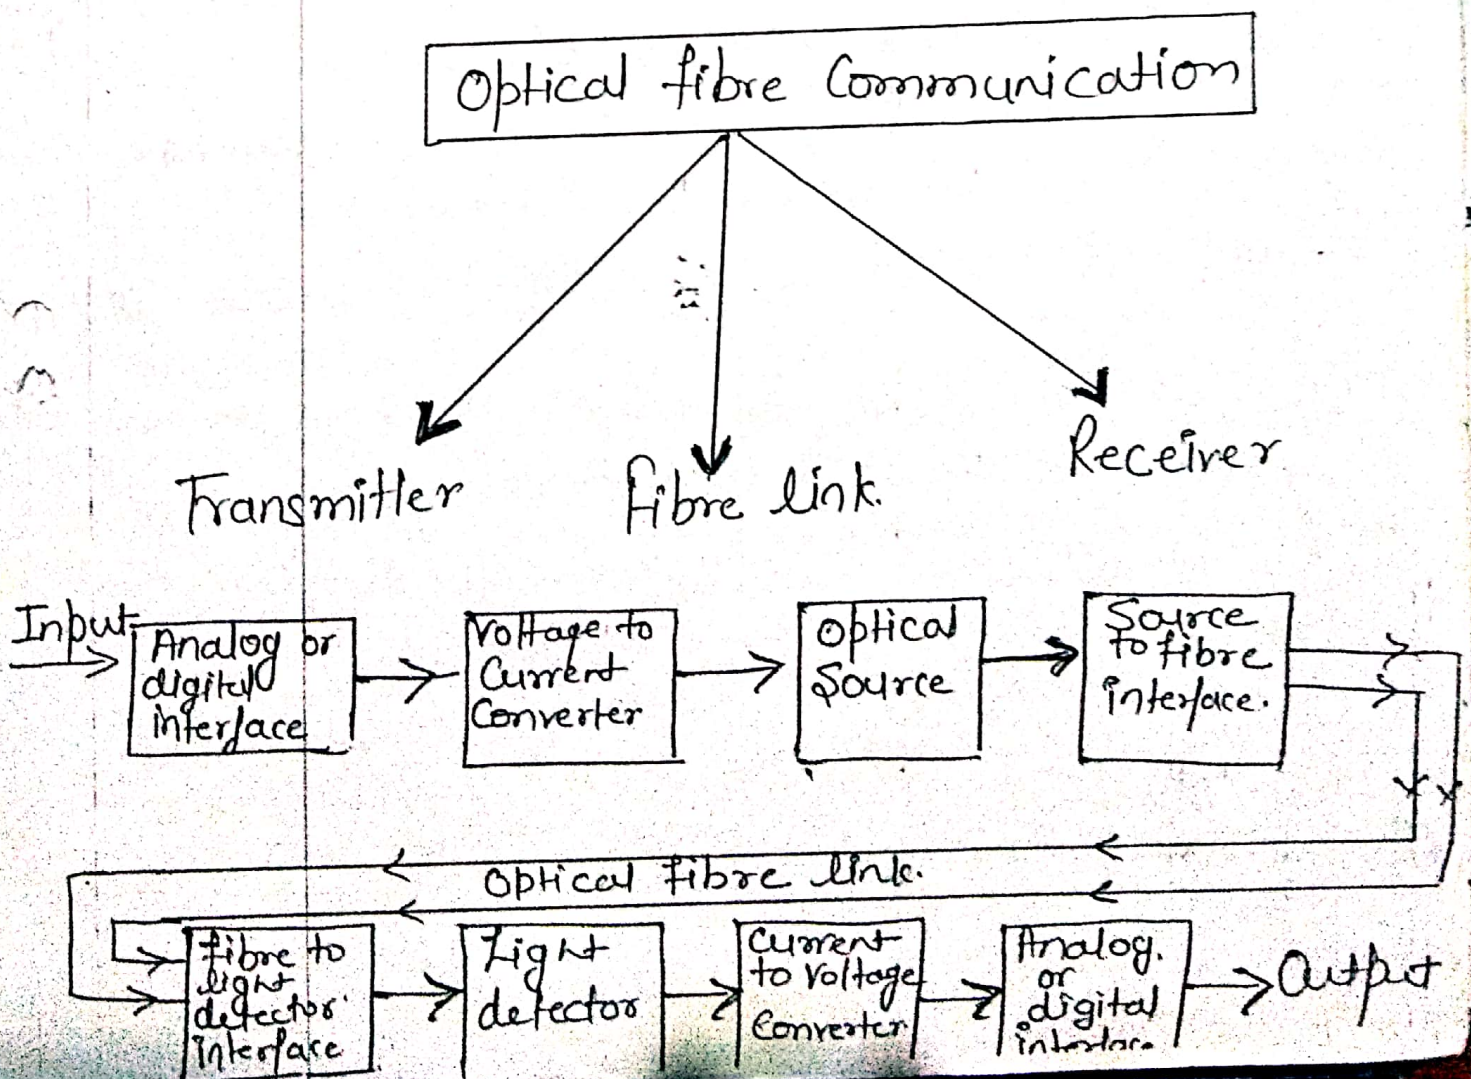 Optical fibre Communication
Transmitter
Fibre link.
Receiver
Input
Analog or
digital
interface
Voltage to
Current
Converter
Optical
Source
Source
to fibre
interface.
Optical fibre link.
fibre to
light
detector
interface
Light
detector
Current
to Voltage
Converter
Analog.
or
digital
interface
Output